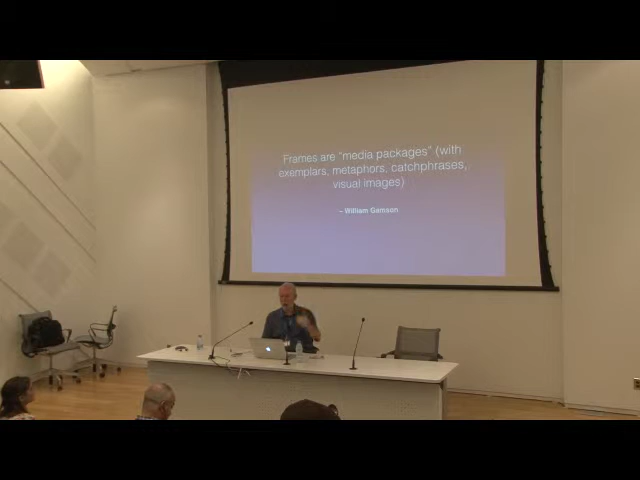 Frames are "media packages" (with
exemplars, metaphors, catchphrases,
visual images)
– William Gamson